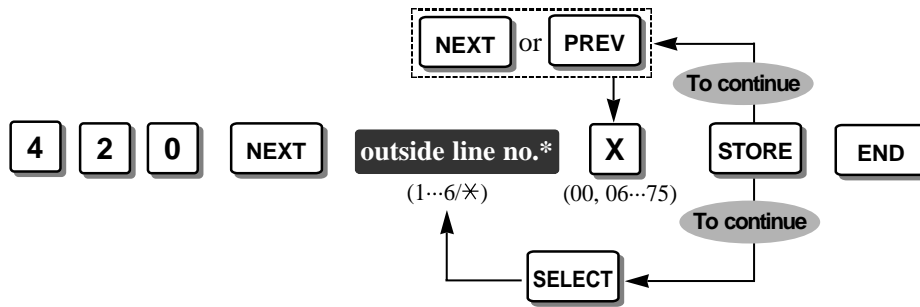 NEXT or PREV
To continue
4 2 0 NEXT outside line no.* X STORE END
(1···6/✳) (00, 06···75)
To continue
SELECT